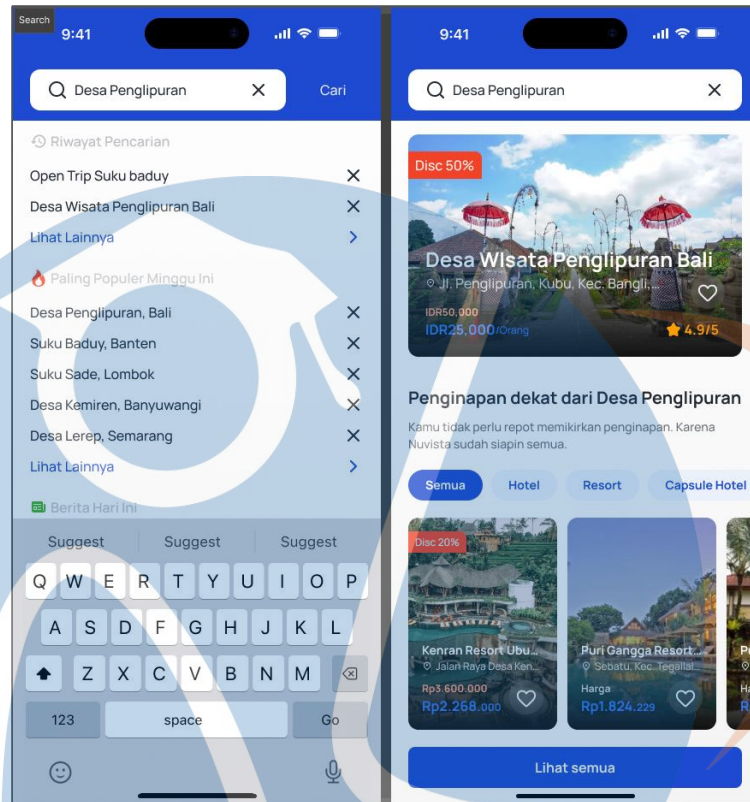 Search
9:41
Desa Penglipuran
Cari
Riwayat Pencarian
Open Trip Suku baduy
Desa Wisata Penglipuran Bali
Lihat Lainnya
Paling Populer Minggu Ini
Desa Penglipuran, Bali
Suku Baduy, Banten
Suku Sade, Lombok
Desa Kemiren, Banyuwangi
Desa Lerep, Semarang
Lihat Lainnya
Berita Hari Ini
Suggest Suggest Suggest
Q W E R T Y U I O P
A S D F G H J K L
Z X C V B N M
123 space Go
9:41
Desa Penglipuran
Disc 50%
Desa WIsata Penglipuran Bali
Jl. Penglipuran, Kubu, Kec. Bangli,...
IDR50,000
IDR25,000/Orang
4.9/5
Penginapan dekat dari Desa Penglipuran
Kamu tidak perlu repot memikirkan penginapan. Karena
Nuvista sudah siapin semua.
Semua Hotel Resort Capsule Hotel
Disc 20%
Kenran Resort Ubu...
Jalan Raya Desa Ken...
Rp3.600.000
Rp2.268.000
Puri Gangga Resort...
Sebatu, Kec. Tegallal...
Harga
Rp1.824.229
Lihat semua